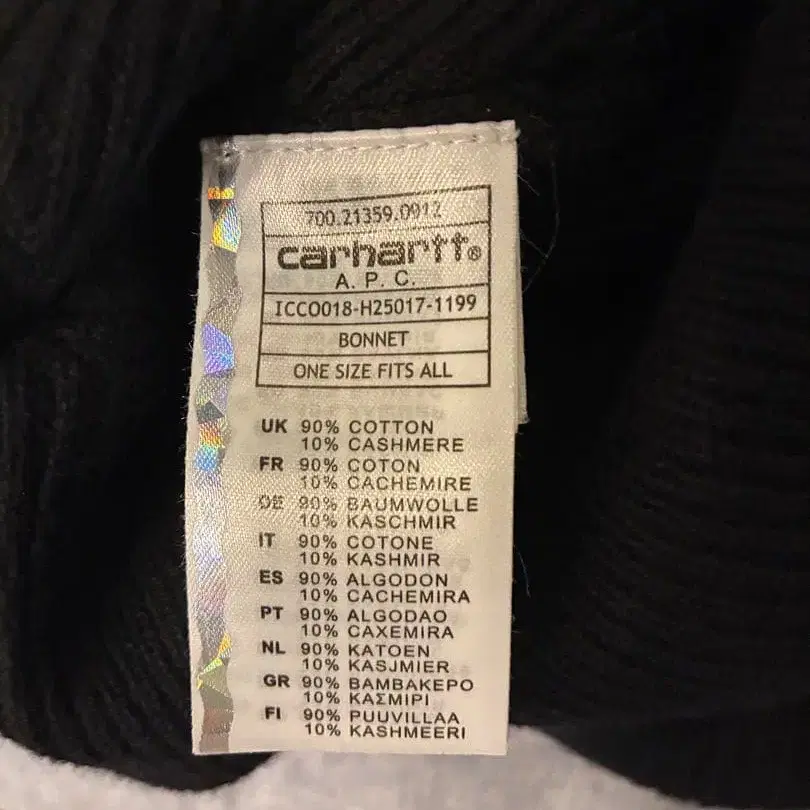 700.21359.0912
carhartt®
A. P. C.
ICCO018-H25017-1199
BONNET
ONE SIZE FITS ALL
UK 90% COTTON
10% CASHMERE
FR 90% COTON
10% CACHEMIRE
DE 90% BAUMWOLLE
10% KASCHMIR
IT 90% COTONE
10% KASHMIR
ES 90% ALGODON
10% CACHEMIRA
PT 90% ALGODAO
10% CAXEMIRA
NL 90% KATOEN
10% KASJMIER
GR 90% BAMBAKEPO
10% ΚΑΣΜΙΡΙ
FI 90% PUUVILLAA
10% KASHMEERI